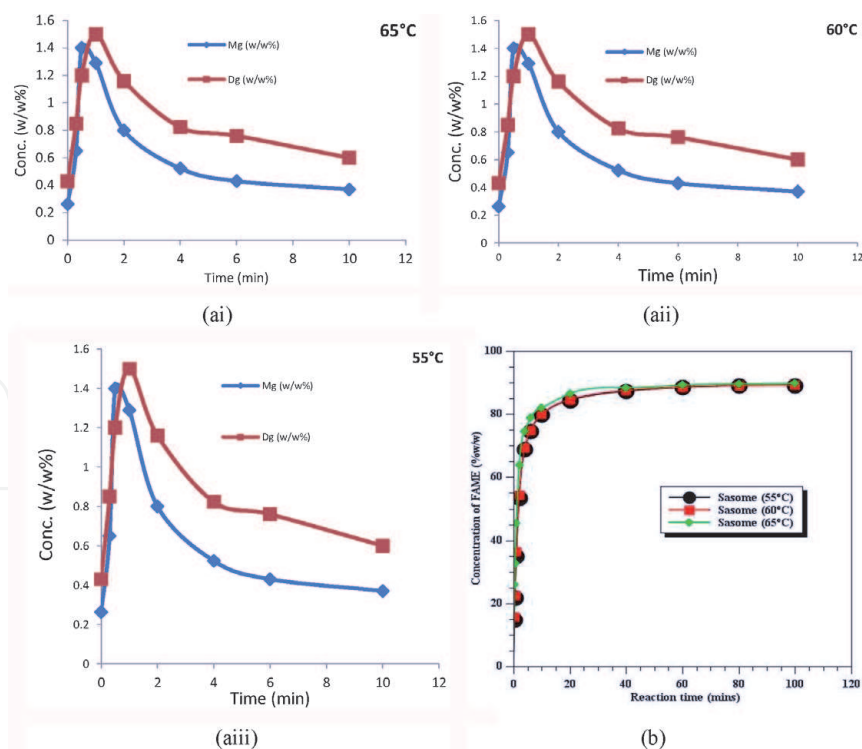 65°C
Conc. (w/w%)
1.6
1.4
1.2
1
0.8
0.6
0.4
0.2
0
Mg (w/w%)
Dg (w/w%)
0 2 4 6 8 10 12
Time (min)
(ai)
60°C
Conc. (w/w%)
1.6
1.4
1.2
1
0.8
0.6
0.4
0.2
0
Mg (w/w%)
Dg (w/w%)
0 2 4 6 8 10 12
Time (min)
(aii)
55°C
Conc. (w/w%)
1.6
1.4
1.2
1
0.8
0.6
0.4
0.2
0
Mg (w/w%)
Dg (w/w%)
0 2 4 6 8 10 12
Time (min)
(aiii)
Concentration of FAME (%w/w)
100
80
60
40
20
0
Sasome (55°C)
Sasome (60°C)
Sasome (65°C)
0 20 40 60 80 100 120
Reaction time (mins)
(b)